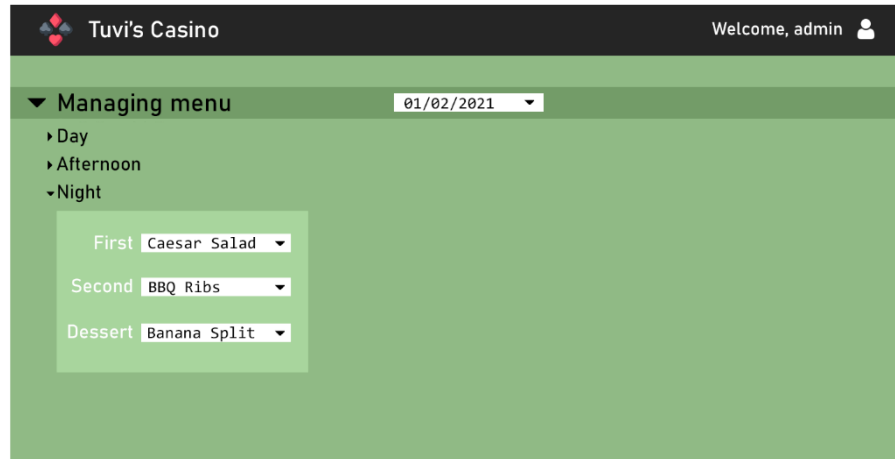 Tuvi's Casino Welcome, admin
Managing menu 01/02/2021
Day
Afternoon
Night
First Caesar Salad
Second BBQ Ribs
Dessert Banana Split